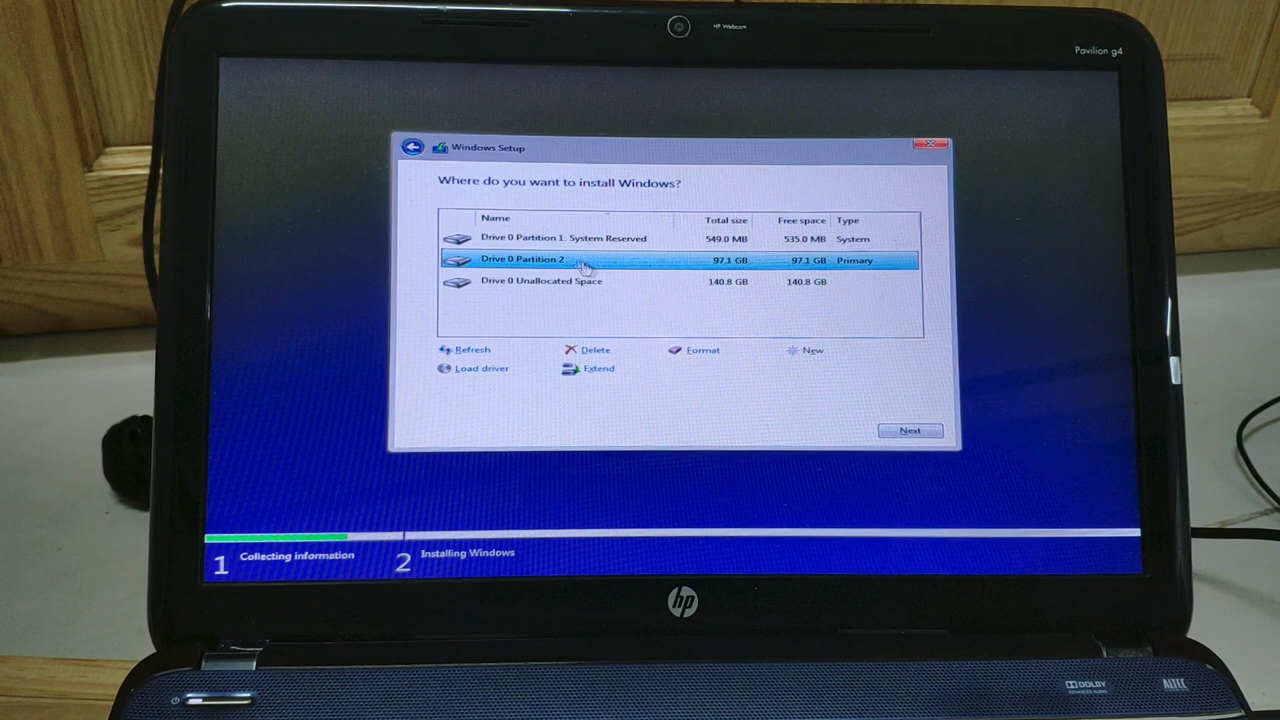 HP Webcam
Pavilion g4
Windows Setup
Where do you want to install Windows?
Name Total size Free space Type
Drive 0 Partition 1: System Reserved 549.0 MB 535.0 MB System
Drive 0 Partition 2 97.1 GB 97.1 GB Primary
Drive 0 Unallocated Space 140.8 GB 140.8 GB
Refresh Delete Format New
Load driver Extend
Next
1 Collecting information 2 Installing Windows
hp
DOLBY
ADVANCED AUDIO
ALTEC